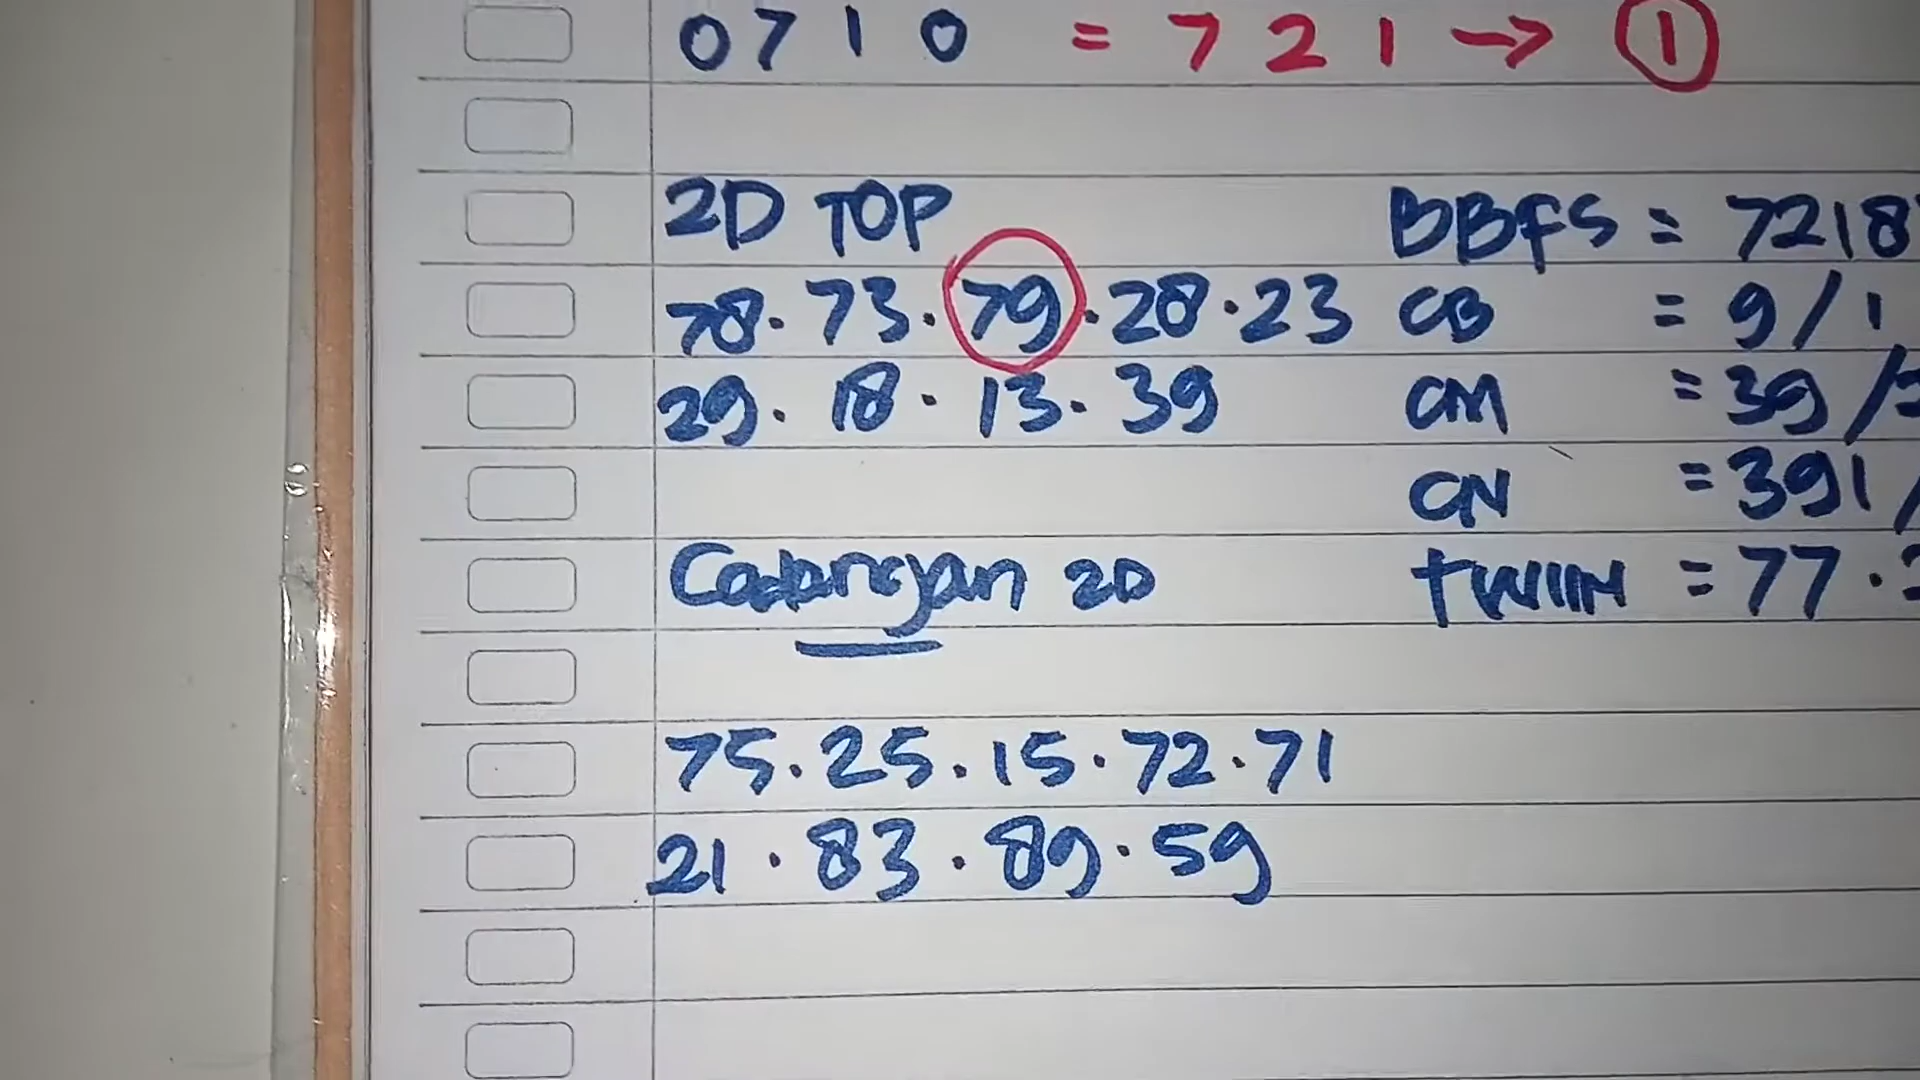 0710 = 721 → 1
2D TOP
78.73.79.28.23
29.18.13.39
BBFS = 7218
CB = 9/1
CM = 39/
CN = 391/
TWIIN = 77.
Cadangan 2D
75.25.15.72.71
21.83.89.59